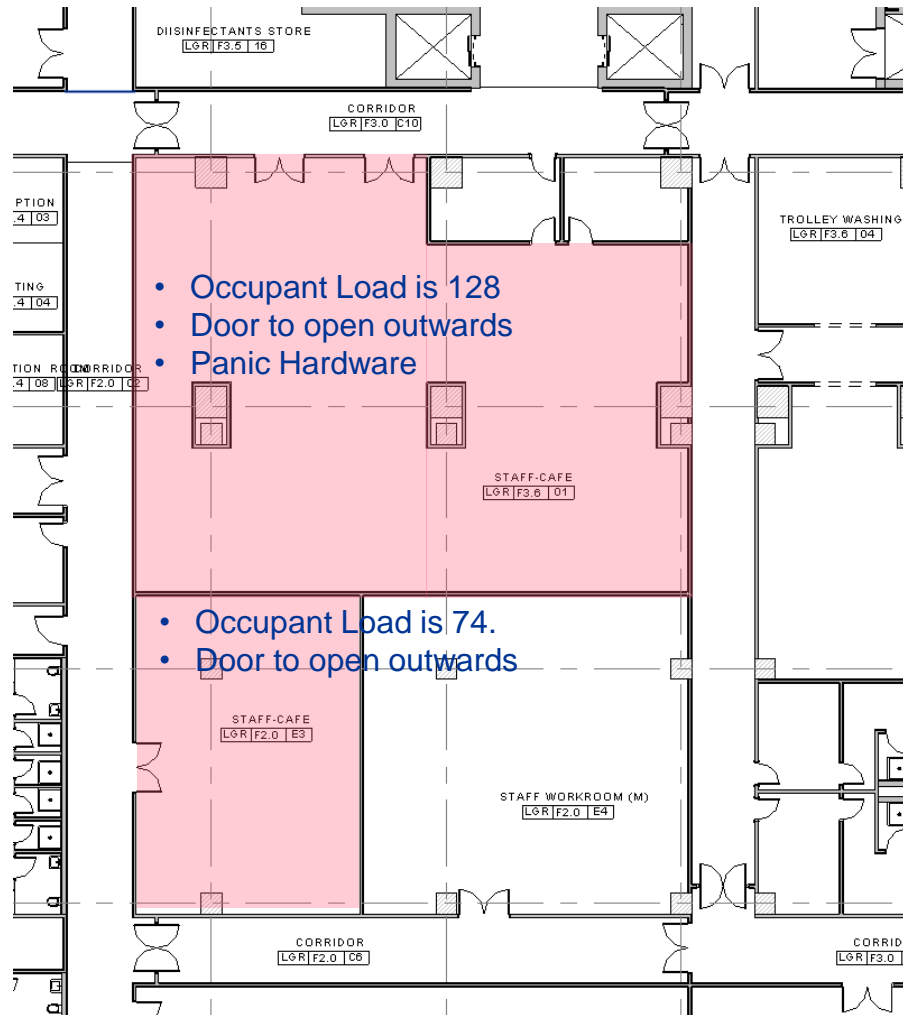 DIISINFECTANTS STORE
LGR F3.5 16
CORRIDOR
LGR F3.0 C10
PTION
.4 03
TROLLEY WASHING
LGR F3.6 04
TING
.4 04
• Occupant Load is 128
• Door to open outwards
• Panic Hardware
TION ROOM
.4 08
CORRIDOR
LGR F2.0 C2
STAFF-CAFE
LGR F3.6 01
• Occupant Load is 74.
• Door to open outwards
STAFF-CAFE
LGR F2.0 E3
STAFF WORKROOM (M)
LGR F2.0 E4
CORRIDOR
LGR F2.0 C6
CORRID
LGR F3.0